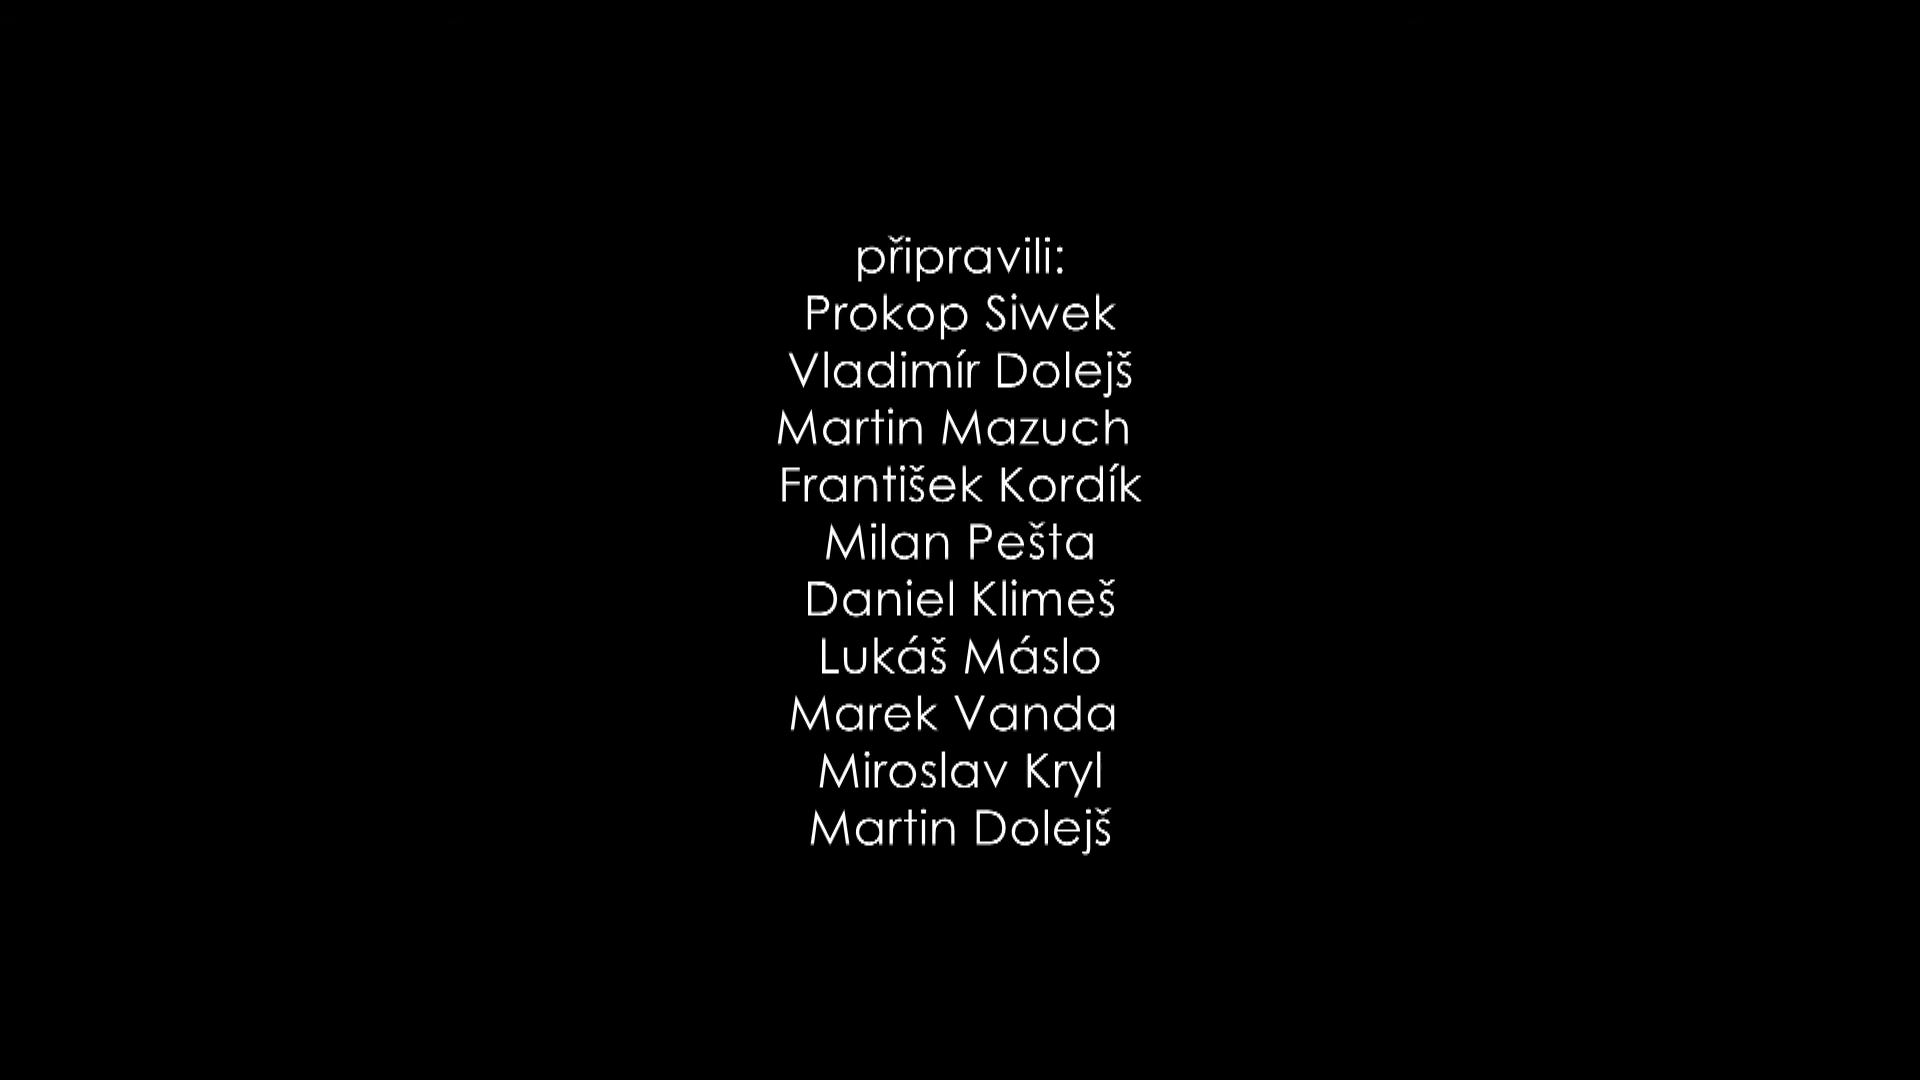 připravili:
Prokop Siwek
Vladimír Dolejš
Martin Mazuch
František Kordík
Milan Pešta
Daniel Klimeš
Lukáš Máslo
Marek Vanda
Miroslav Kryl
Martin Dolejš